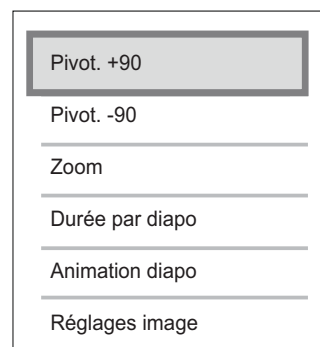 Pivot. +90
Pivot. -90
Zoom
Durée par diapo
Animation diapo
Réglages image